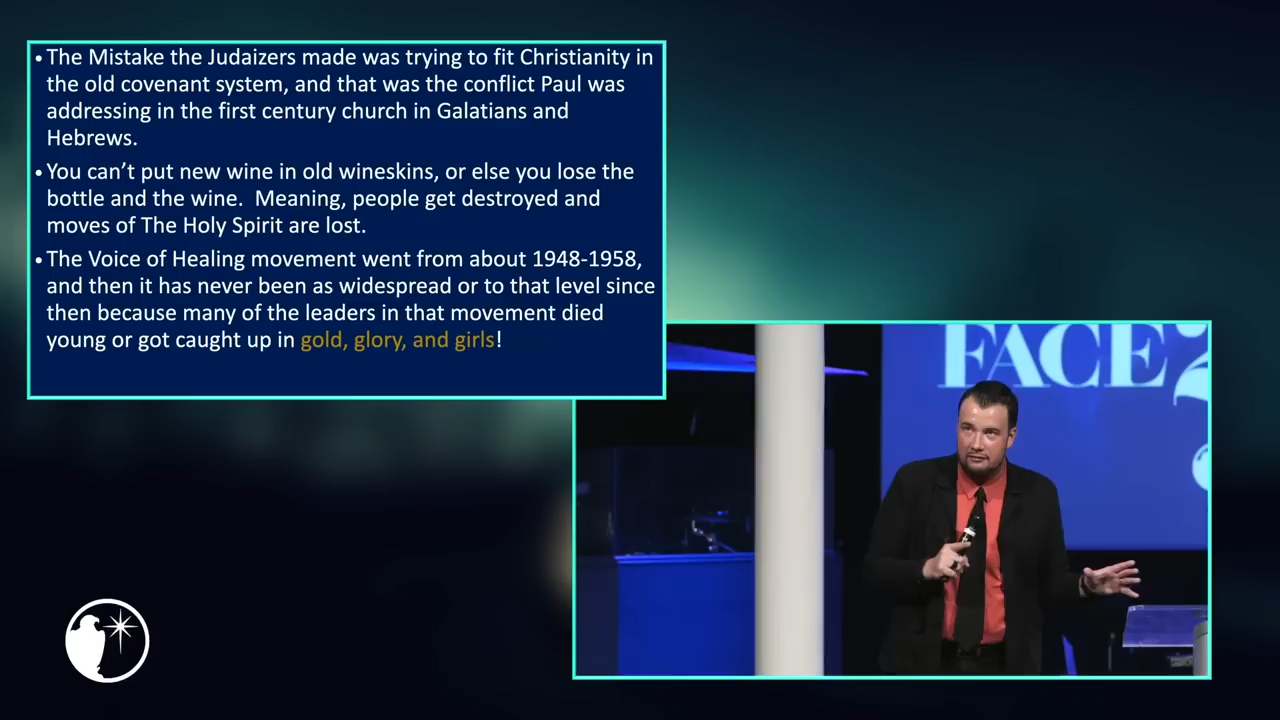 • The Mistake the Judaizers made was trying to fit Christianity in
the old covenant system, and that was the conflict Paul was
addressing in the first century church in Galatians and
Hebrews.
• You can’t put new wine in old wineskins, or else you lose the
bottle and the wine.  Meaning, people get destroyed and
moves of The Holy Spirit are lost.
• The Voice of Healing movement went from about 1948-1958,
and then it has never been as widespread or to that level since
then because many of the leaders in that movement died
young or got caught up in gold, glory, and girls!
FACE